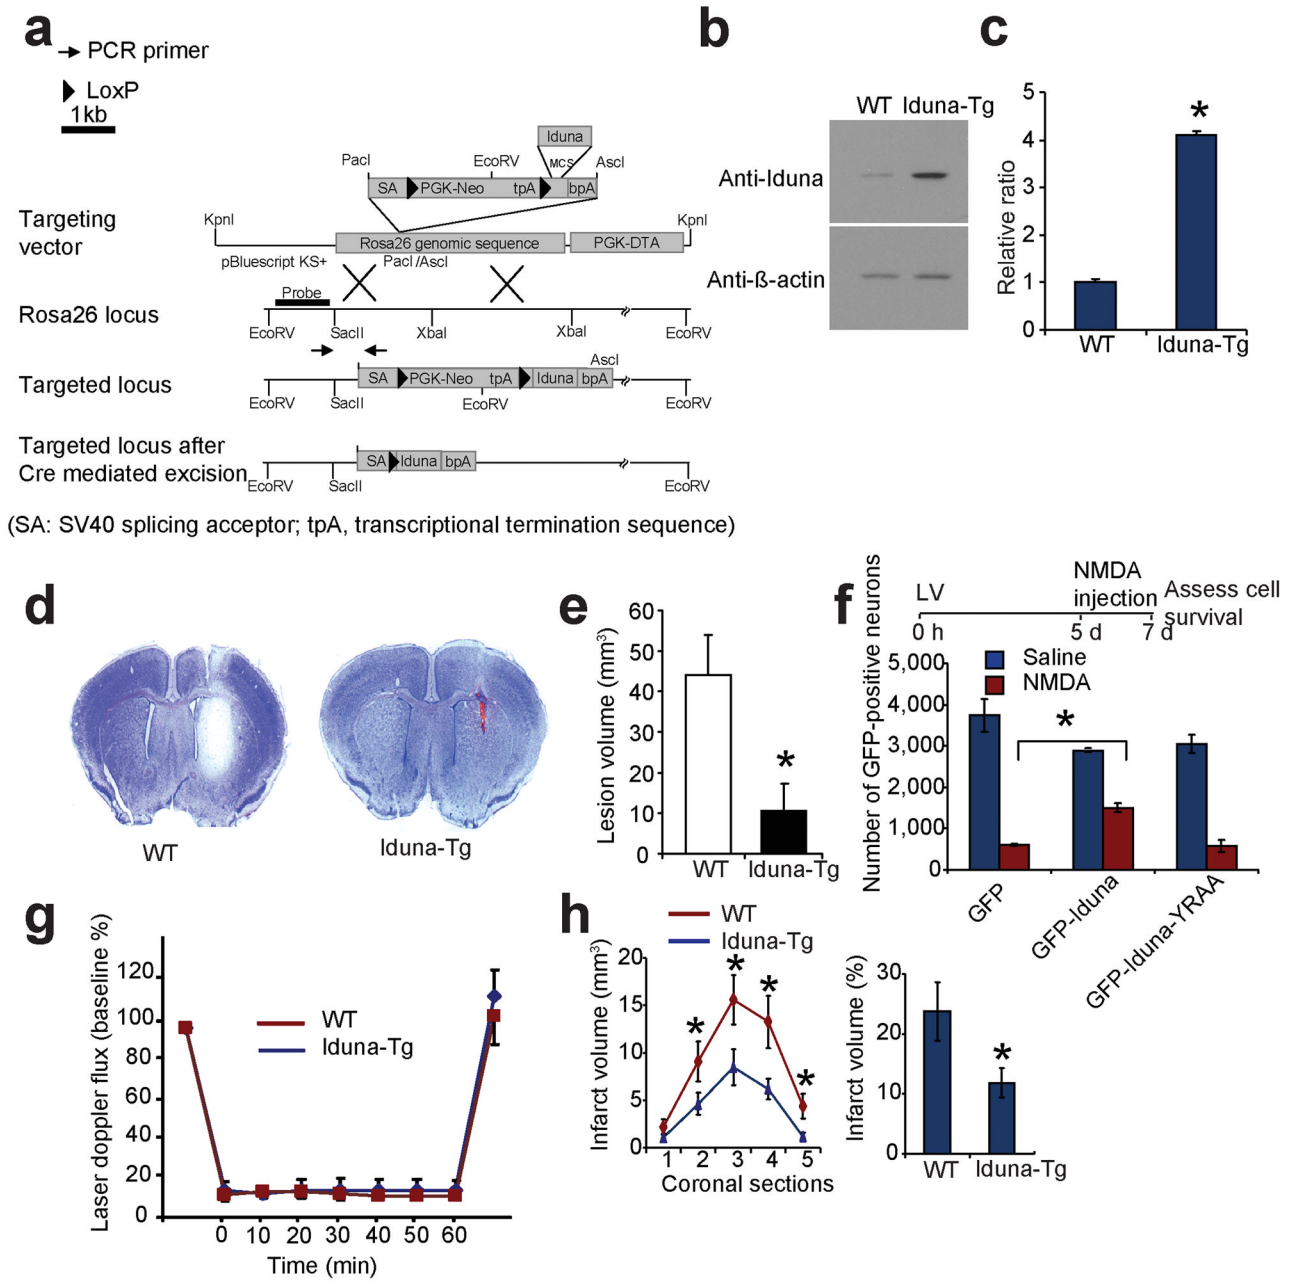 a
PCR primer
LoxP
1kb
Iduna
PacI
EcoRV
MCS
AscI
SA
PGK-Neo
tpA
bpA
Targeting
vector
KpnI
KpnI
Rosa26 genomic sequence
PGK-DTA
pBluescript KS+
PacI /AscI
Probe
Rosa26 locus
EcoRV
SacII
XbaI
XbaI
EcoRV
AscI
Targeted locus
SA
PGK-Neo
tpA
Iduna
bpA
EcoRV
SacII
EcoRV
EcoRV
Targeted locus after
Cre mediated excision
SA
Iduna
bpA
EcoRV
SacII
EcoRV
(SA: SV40 splicing acceptor; tpA, transcriptional termination sequence)
b
WT Iduna-Tg
Anti-Iduna
Anti-ß-actin
c
Relative ratio
5
4
3
2
1
0
*
WT
Iduna-Tg
d
WT
Iduna-Tg
e
Lesion volume (mm³)
60
50
40
30
20
10
0
*
WT
Iduna-Tg
f
LV
NMDA
injection
Assess cell
survival
0 h
5 d
7 d
Saline
NMDA
Number of GFP-positive neurons
5,000
4,000
3,000
2,000
1,000
0
*
GFP
GFP-Iduna
GFP-Iduna-YRAA
g
Laser doppler flux (baseline %)
120
100
80
60
40
20
0
WT
Iduna-Tg
0 10 20 30 40 50 60
Time (min)
h
WT
Iduna-Tg
Infarct volume (mm³)
20
15
10
5
0
*
*
*
*
1 2 3 4 5
Coronal sections
Infarct volume (%)
30
20
10
0
*
WT
Iduna-Tg